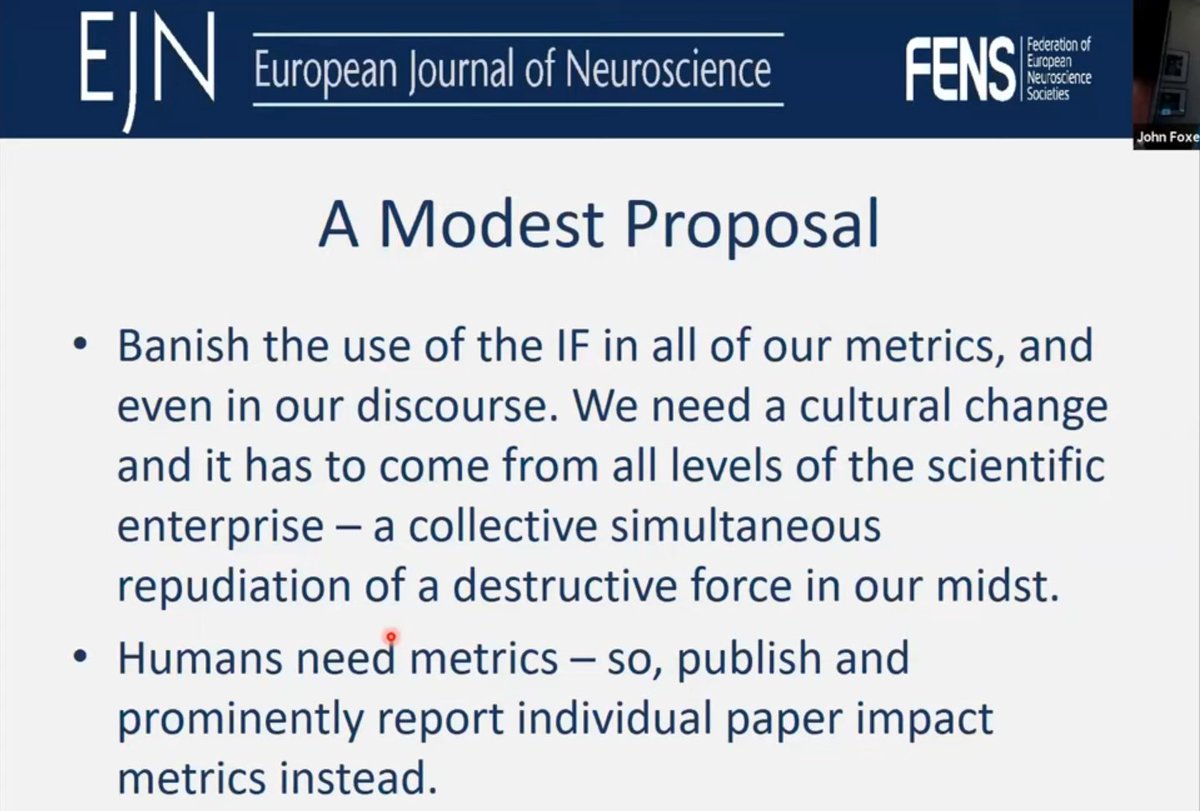 EJN
European Journal of Neuroscience
FENS
Federation of
European
Neuroscience
Societies
John Foxe
A Modest Proposal
• Banish the use of the IF in all of our metrics, and
even in our discourse. We need a cultural change
and it has to come from all levels of the scientific
enterprise – a collective simultaneous
repudiation of a destructive force in our midst.
• Humans need metrics – so, publish and
prominently report individual paper impact
metrics instead.